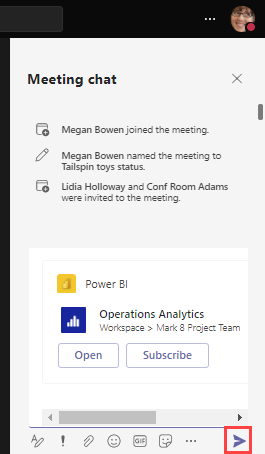 Meeting chat
Megan Bowen joined the meeting.
Megan Bowen named the meeting to
Tailspin toys status.
Lidia Holloway and Conf Room Adams
were invited to the meeting.
Power BI
Operations Analytics
Workspace > Mark 8 Project Team
Open Subscribe
GIF